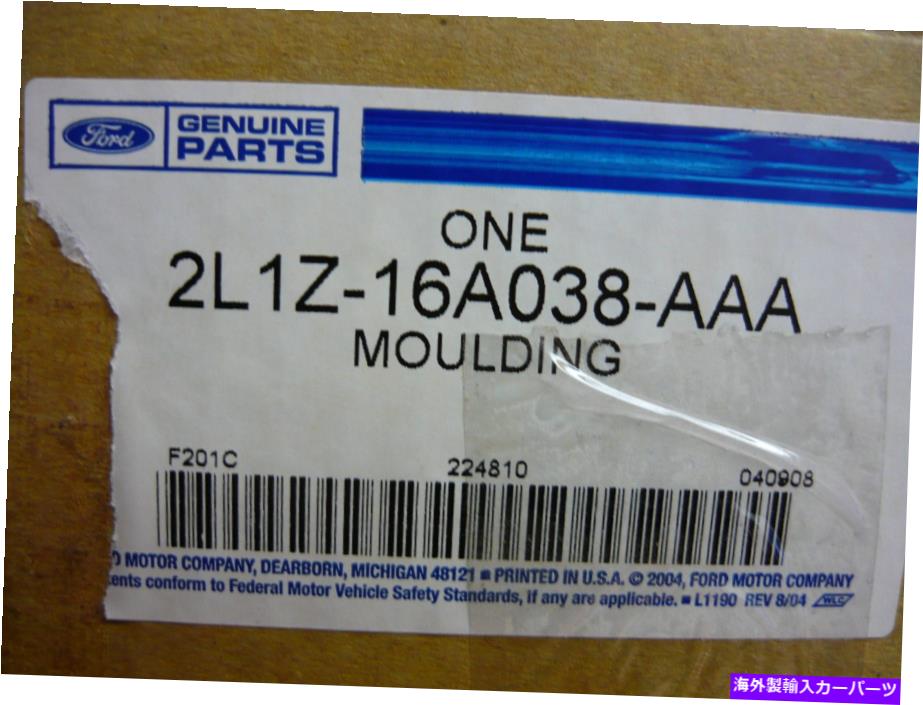 Ford
GENUINE
PARTS
ONE
2L1Z-16A038-AAA
MOULDING
F201C 224810 040908
MOTOR COMPANY, DEARBORN, MICHIGAN 48121 ■ PRINTED IN U.S.A. © 2004, FORD MOTOR COMPANY
conform to Federal Motor Vehicle Safety Standards, if any are applicable. ■ L1190 REV 8/04 WLC
海外製輸入カーパーツ